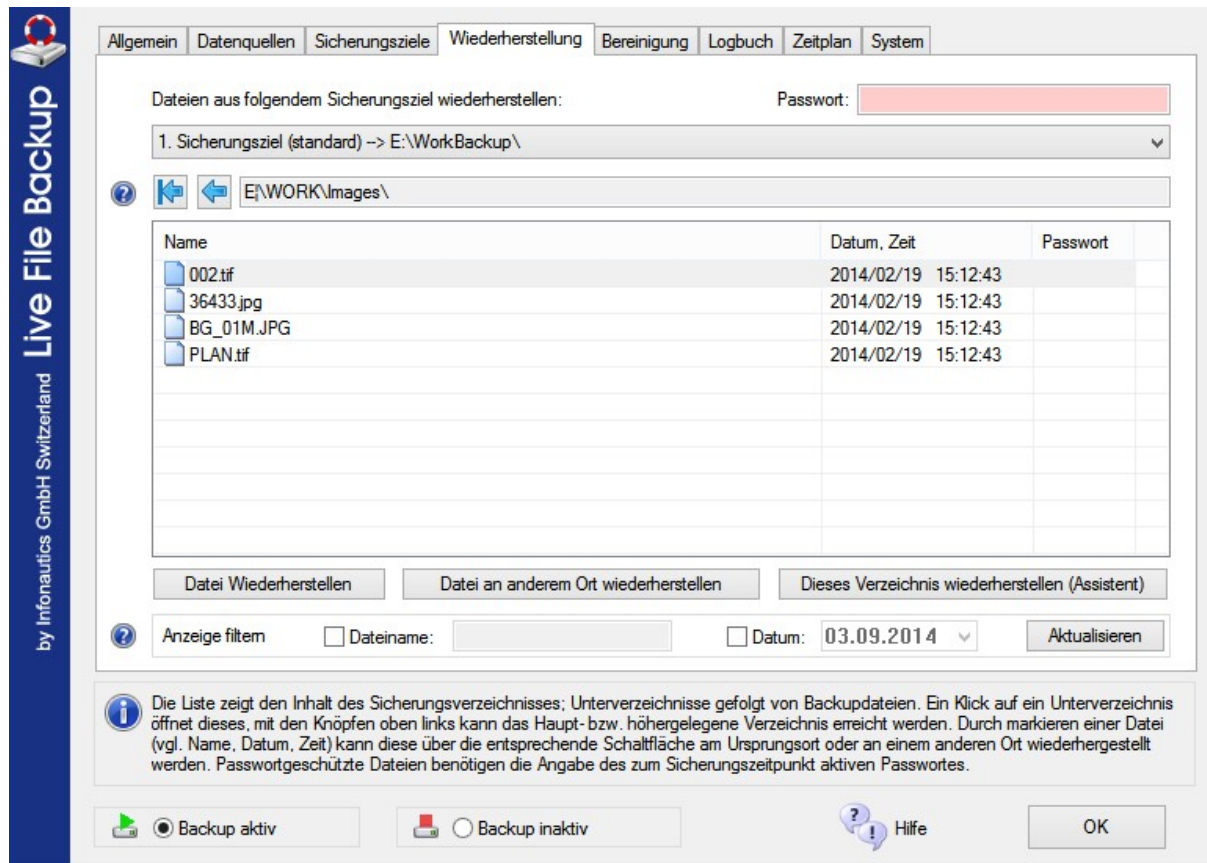 Allgemein Datenquellen Sicherungsziele Wiederherstellung Bereinigung Logbuch Zeitplan System
Dateien aus folgendem Sicherungsziel wiederherstellen: Passwort:
1. Sicherungsziel (standard) --> E:\WorkBackup\
E|\WORK\Images\
Name Datum, Zeit Passwort
002.tif 2014/02/19 15:12:43
36433.jpg 2014/02/19 15:12:43
BG_01M.JPG 2014/02/19 15:12:43
PLAN.tif 2014/02/19 15:12:43
Datei Wiederherstellen Datei an anderem Ort wiederherstellen Dieses Verzeichnis wiederherstellen (Assistent)
Anzeige filtern Dateiname: Datum: 03.09.2014 Aktualisieren
Die Liste zeigt den Inhalt des Sicherungsverzeichnisses; Unterverzeichnisse gefolgt von Backupdateien. Ein Klick auf ein Unterverzeichnis
öffnet dieses, mit den Knöpfen oben links kann das Haupt- bzw. höhergelegene Verzeichnis erreicht werden. Durch markieren einer Datei
(vgl. Name, Datum, Zeit) kann diese über die entsprechende Schaltfläche am Ursprungsort oder an einem anderen Ort wiederhergestellt
werden. Passwortgeschützte Dateien benötigen die Angabe des zum Sicherungszeitpunkt aktiven Passwortes.
Backup aktiv Backup inaktiv Hilfe OK
by Infonautics GmbH Switzerland Live File Backup